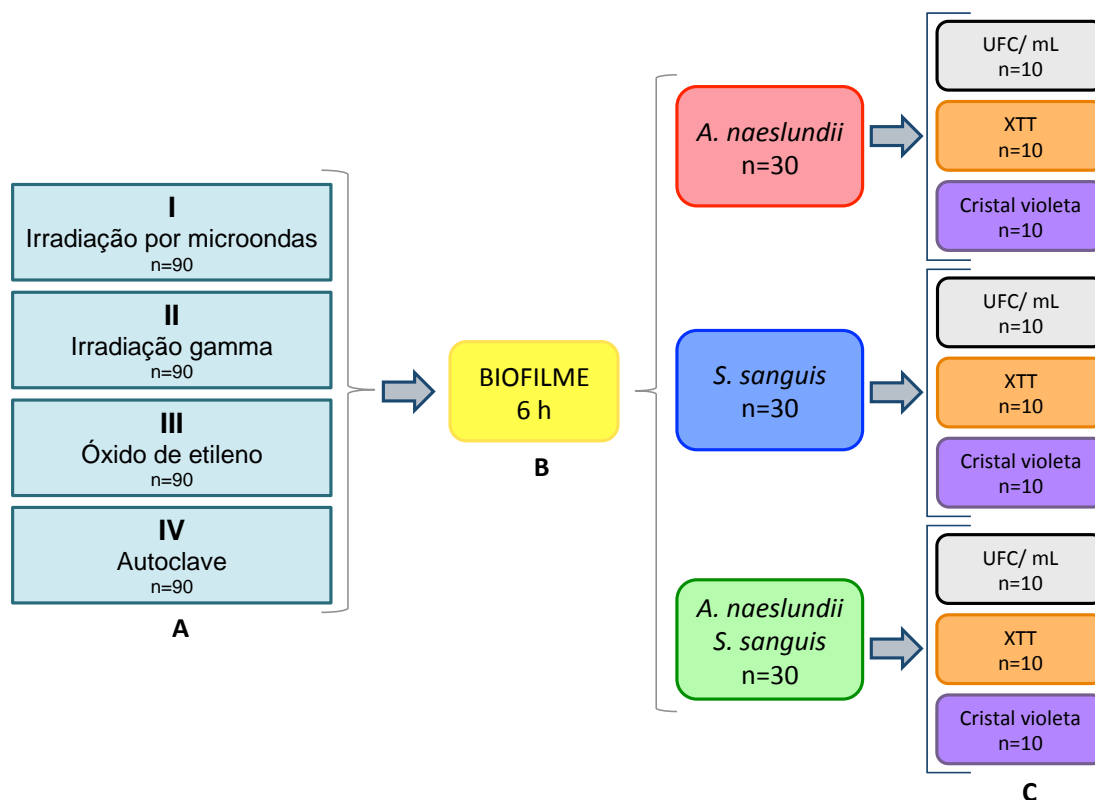 I
Irradiação por microondas
n=90
II
Irradiação gamma
n=90
III
Óxido de etileno
n=90
IV
Autoclave
n=90
A
BIOFILME
6 h
B
A. naeslundii
n=30
S. sanguis
n=30
A. naeslundii
S. sanguis
n=30
UFC/ mL
n=10
XTT
n=10
Cristal violeta
n=10
UFC/ mL
n=10
XTT
n=10
Cristal violeta
n=10
UFC/ mL
n=10
XTT
n=10
Cristal violeta
n=10
C